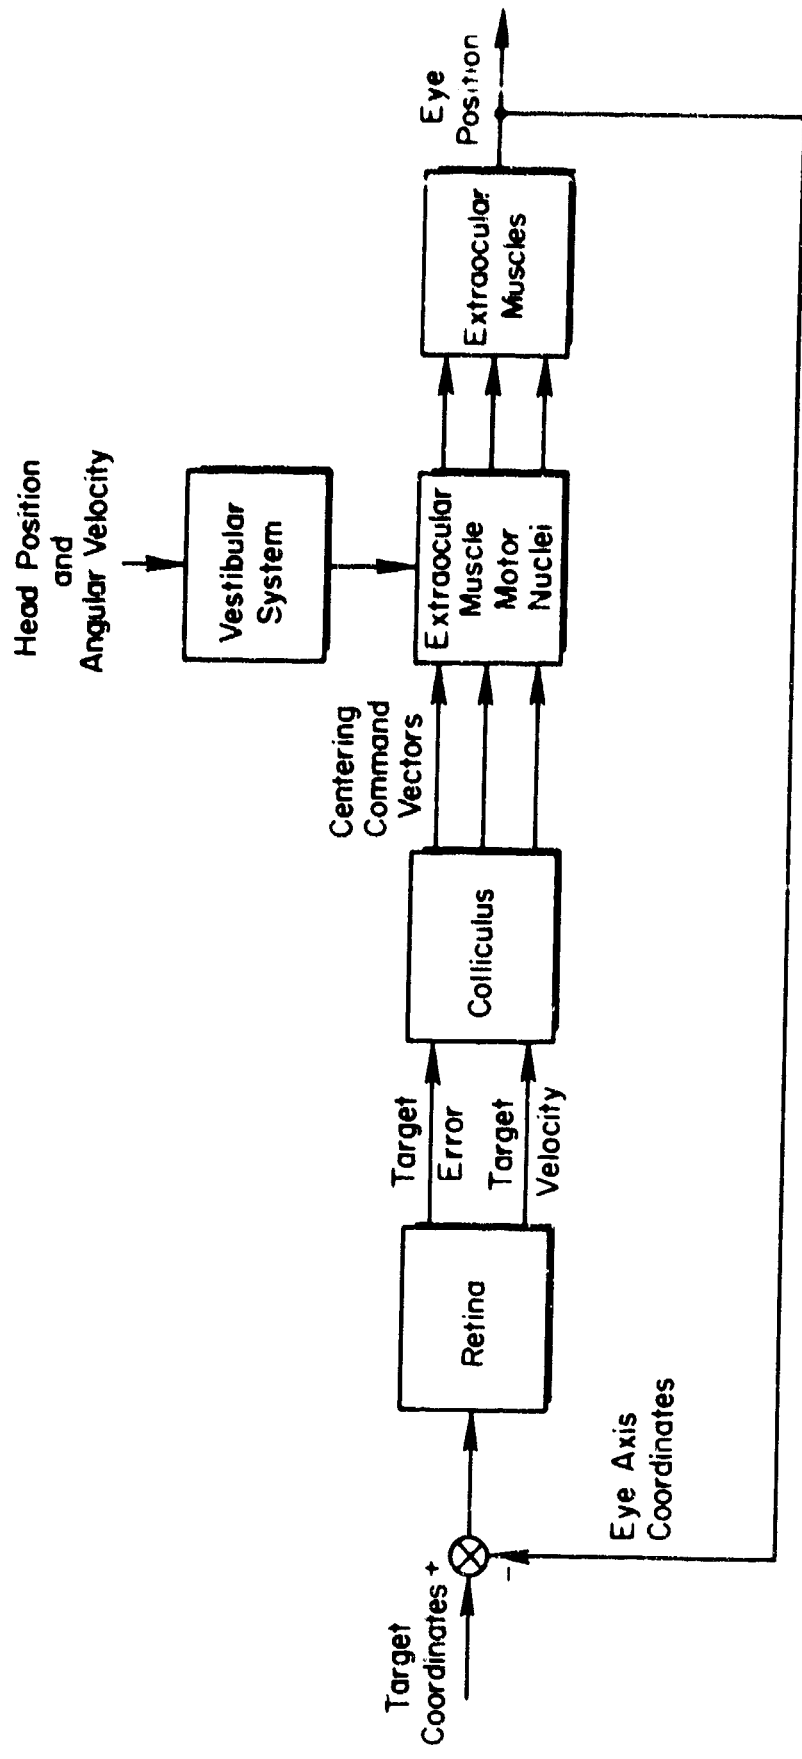 Head Position
and
Angular Velocity
Vestibular
System
Target
Coordinates +
−
Eye Axis
Coordinates
Retina
Target
Error
Target
Velocity
Colliculus
Centering
Command
Vectors
Extraocular
Muscle
Motor
Nuclei
Extraocular
Muscles
Eye
Position